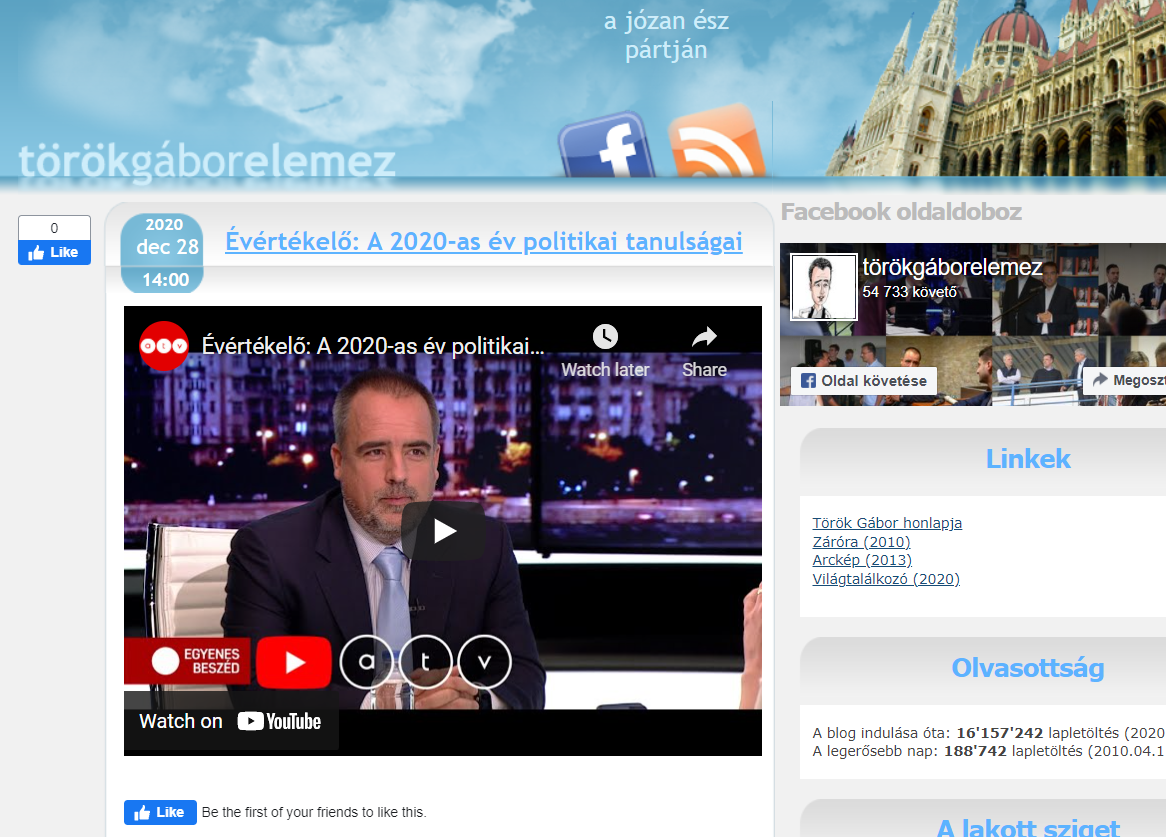 a józan ész
pártján
törökgáborelemez
0
Like
2020
dec 28
14:00
Évértékelő: A 2020-as év politikai tanulságai
atv
Évértékelő: A 2020-as év politikai…
Watch later
Share
EGYENES
BESZÉD
a t v
Watch on YouTube
Like Be the first of your friends to like this.
Facebook oldaldoboz
törökgáborelemez
54 733 követő
Oldal követése
Megoszt
Linkek
Török Gábor honlapja
Záróra (2010)
Arckép (2013)
Világtalálkozó (2020)
Olvasottság
A blog indulása óta: 16'157'242 lapletöltés (2020
A legerősebb nap: 188'742 lapletöltés (2010.04.1
A lakott sziget